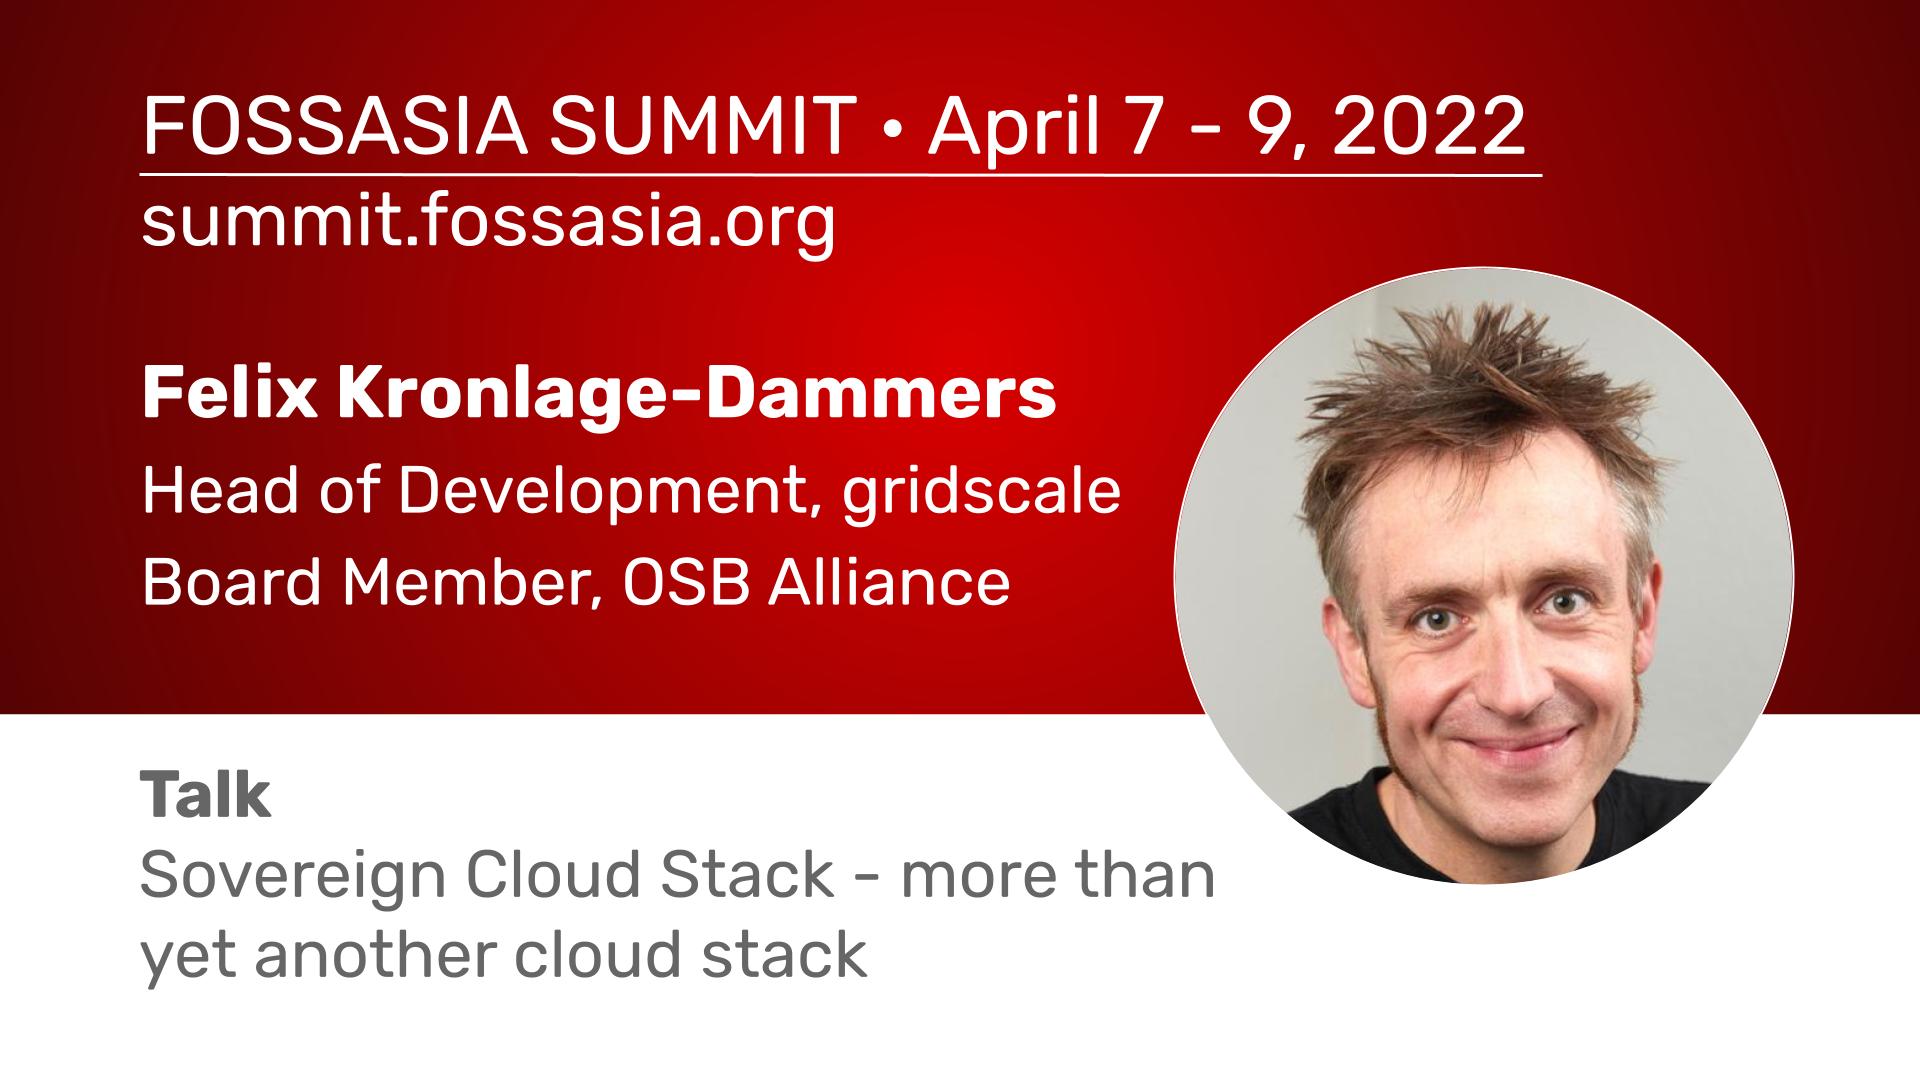 FOSSASIA SUMMIT • April 7 - 9, 2022
summit.fossasia.org
Felix Kronlage-Dammers
Head of Development, gridscale
Board Member, OSB Alliance
Talk
Sovereign Cloud Stack - more than
yet another cloud stack